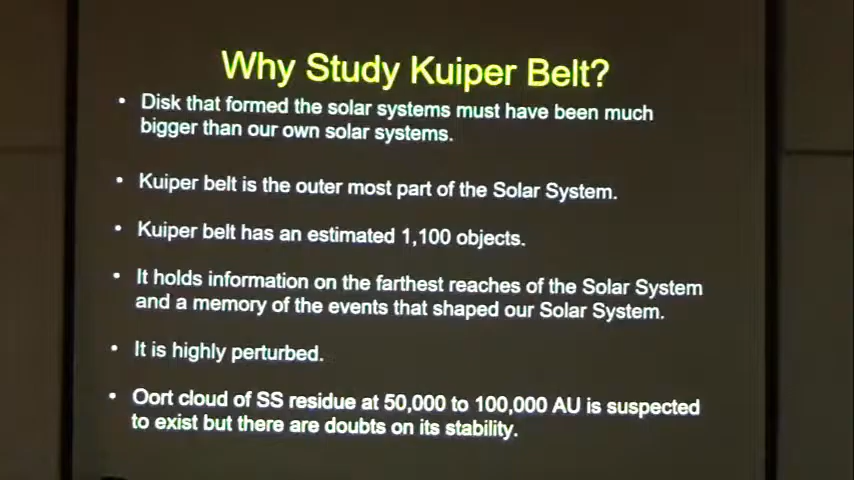 Why Study Kuiper Belt?
• Disk that formed the solar systems must have been much
bigger than our own solar systems.
• Kuiper belt is the outer most part of the Solar System.
• Kuiper belt has an estimated 1,100 objects.
• It holds information on the farthest reaches of the Solar System
and a memory of the events that shaped our Solar System.
• It is highly perturbed.
• Oort cloud of SS residue at 50,000 to 100,000 AU is suspected
to exist but there are doubts on its stability.